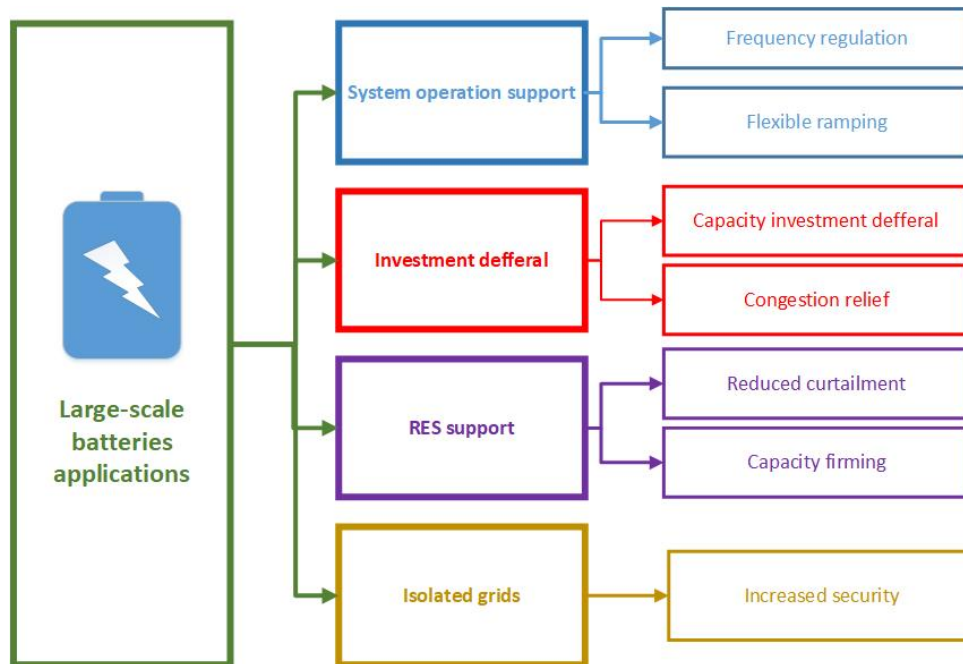 Large-scale
batteries
applications
System operation support
Frequency regulation
Flexible ramping
Investment defferal
Capacity investment defferal
Congestion relief
RES support
Reduced curtailment
Capacity firming
Isolated grids
Increased security